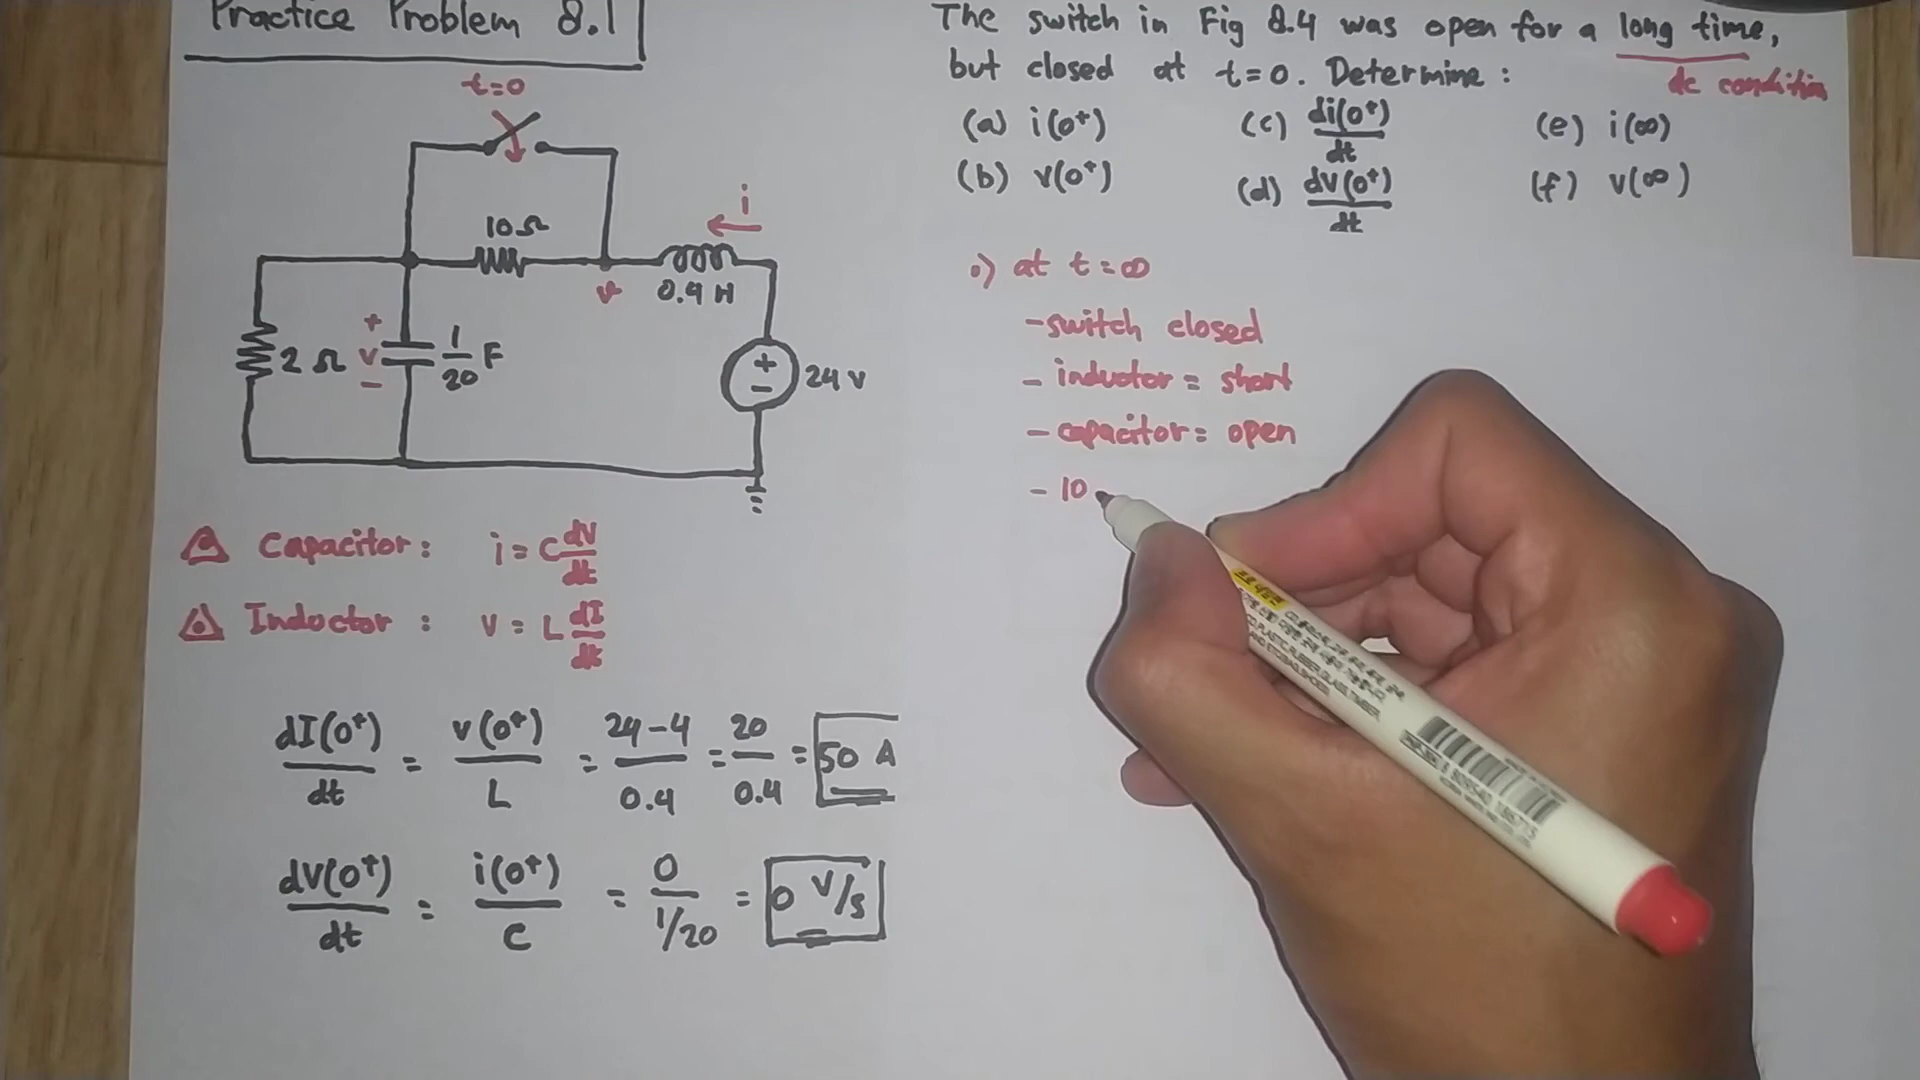 Practice Problem 8.1
The switch in Fig 8.4 was open for a long time,
but closed at t=0. Determine :
dc condition
(a) i(0⁺)
(b) v(0⁺)
(c) di(0⁺)/dt
(d) dv(0⁺)/dt
(e) i(∞)
(f) v(∞)
t=0
i
10Ω
0.4 H
v
2 Ω
+
v
−
1/20 F
+
−
24 V
Capacitor : i = C dV/dt
Inductor : V = L dI/dt
dI(0⁺)/dt = v(0⁺)/L = 24-4/0.4 = 20/0.4 = 50 A
dV(0⁺)/dt = i(0⁺)/C = 0/1/20 = 0 V/s
at t=∞
- switch closed
- inductor = short
- capacitor = open
- 10